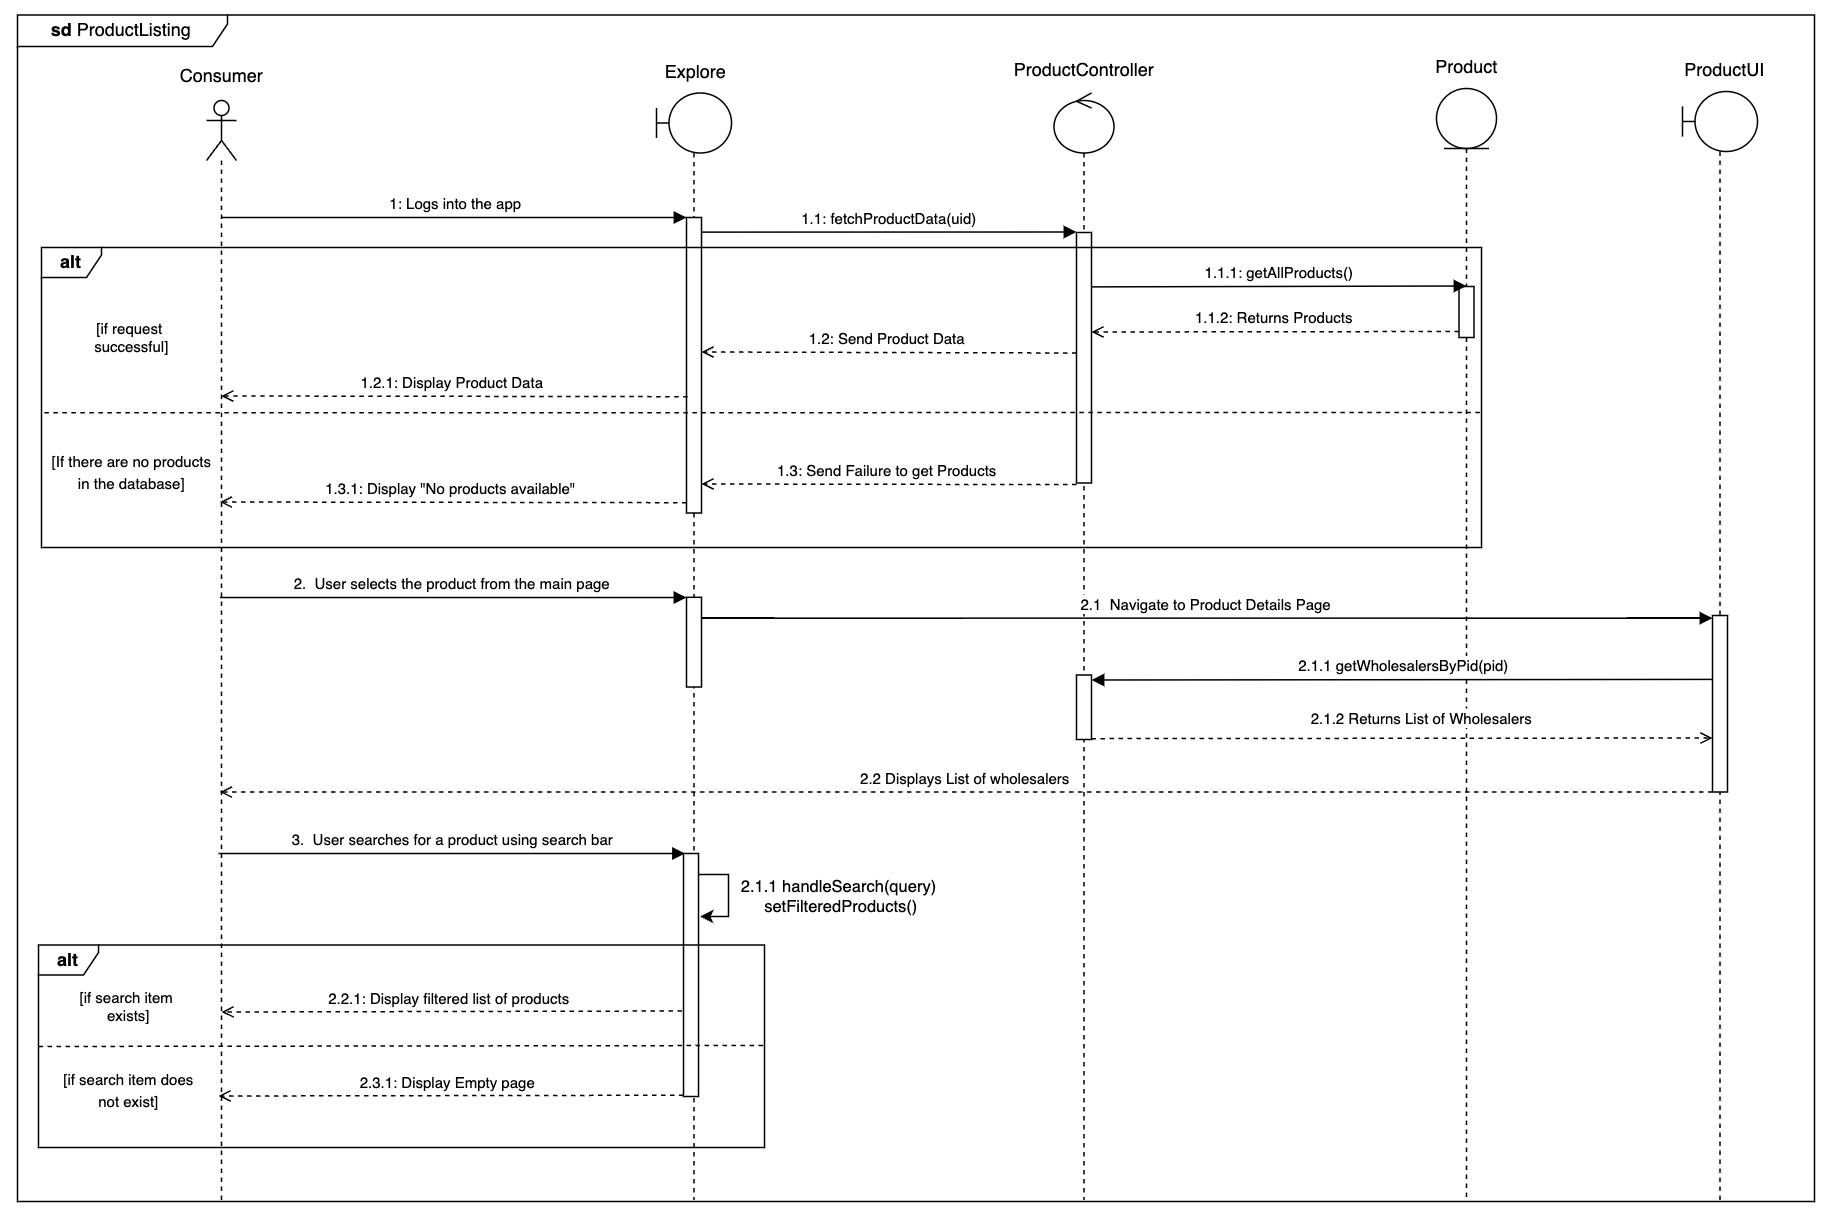 sd ProductListing
Consumer
Explore
ProductController
Product
ProductUI
1: Logs into the app
1.1: fetchProductData(uid)
alt
1.1.1: getAllProducts()
[if request
successful]
1.1.2: Returns Products
1.2: Send Product Data
1.2.1: Display Product Data
[If there are no products
in the database]
1.3: Send Failure to get Products
1.3.1: Display "No products available"
2.  User selects the product from the main page
2.1  Navigate to Product Details Page
2.1.1 getWholesalersByPid(pid)
2.1.2 Returns List of Wholesalers
2.2 Displays List of wholesalers
3.  User searches for a product using search bar
2.1.1 handleSearch(query)
setFilteredProducts()
alt
[if search item
exists]
2.2.1: Display filtered list of products
[if search item does
not exist]
2.3.1: Display Empty page